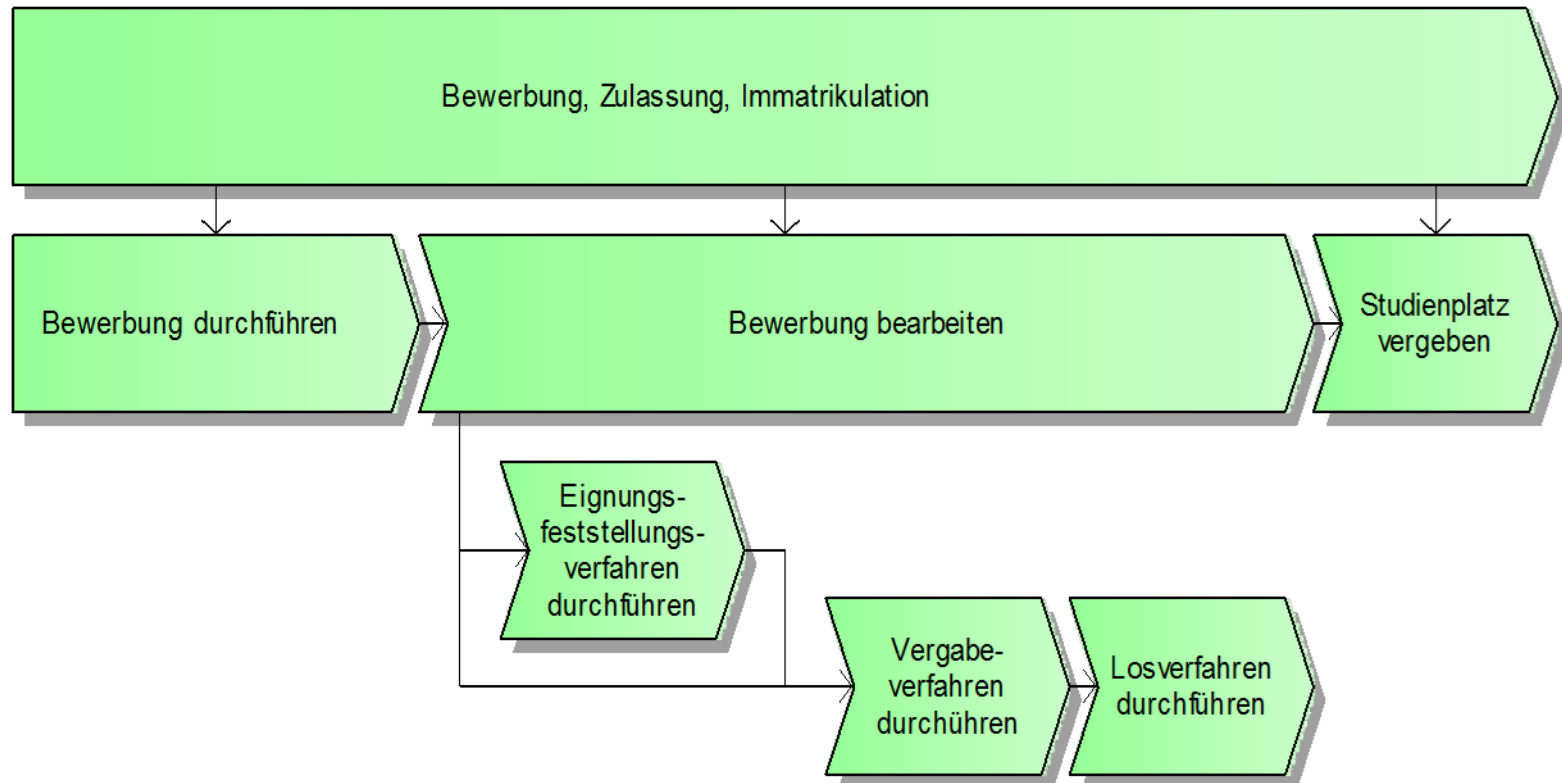 Bewerbung, Zulassung, Immatrikulation
Bewerbung durchführen
Bewerbung bearbeiten
Studienplatz
vergeben
Eignungs-
feststellungs-
verfahren
durchführen
Vergabe-
verfahren
durchühren
Losverfahren
durchführen